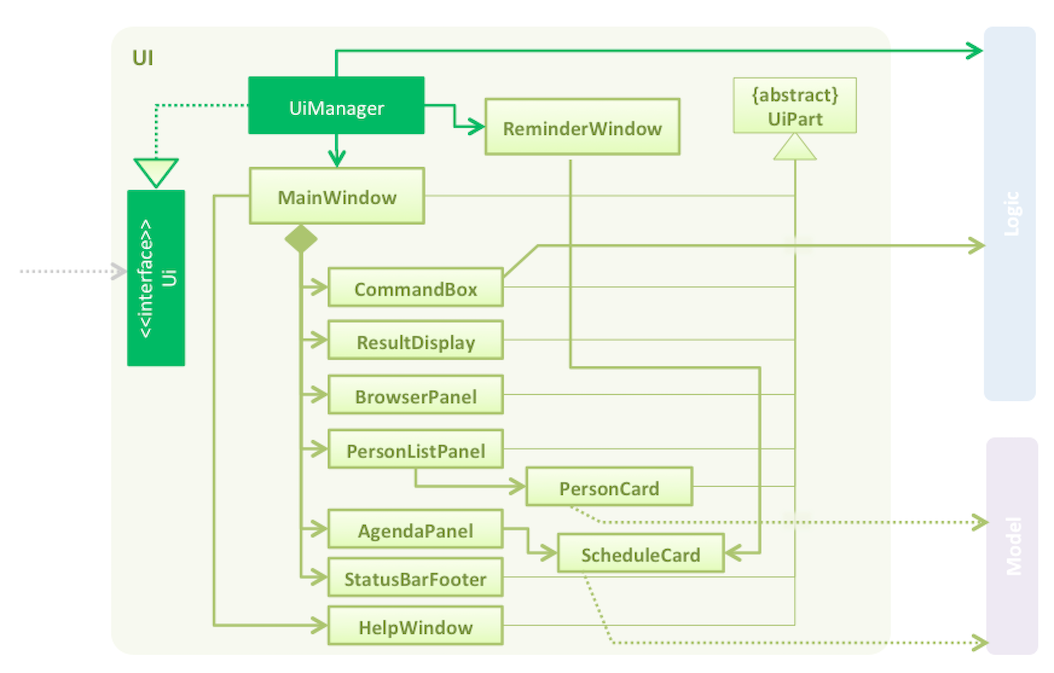 UI
UiManager
ReminderWindow
{abstract}
UiPart
MainWindow
<<interface>>
Ui
CommandBox
ResultDisplay
BrowserPanel
PersonListPanel
PersonCard
AgendaPanel
ScheduleCard
StatusBarFooter
HelpWindow
Logic
Model